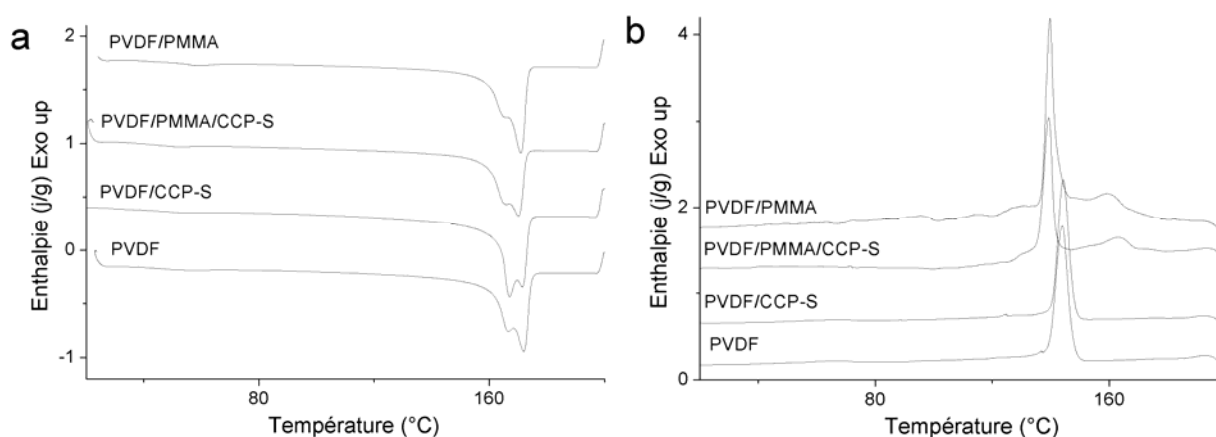 a
2
1
0
-1
Enthalpie (j/g) Exo up
PVDF/PMMA
PVDF/PMMA/CCP-S
PVDF/CCP-S
PVDF
80
160
Température (°C)
b
4
2
0
Enthalpie (j/g) Exo up
PVDF/PMMA
PVDF/PMMA/CCP-S
PVDF/CCP-S
PVDF
80
160
Température (°C)